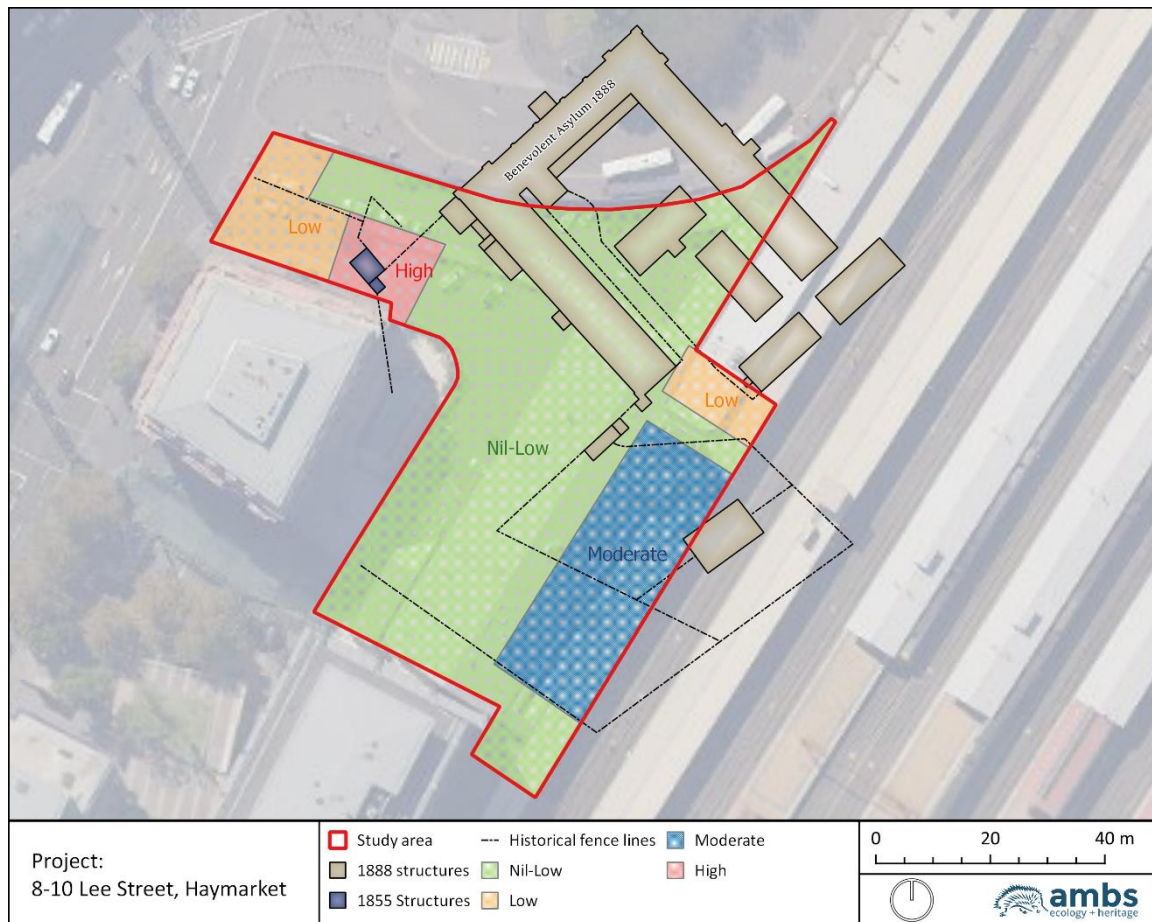 Benevolent Asylum 1888
Low
High
Low
Nil-Low
Moderate
Project:
8-10 Lee Street, Haymarket
Study area
1888 structures
1855 Structures
Historical fence lines
Nil-Low
Low
Moderate
High
0 20 40 m
ambs
ecology + heritage